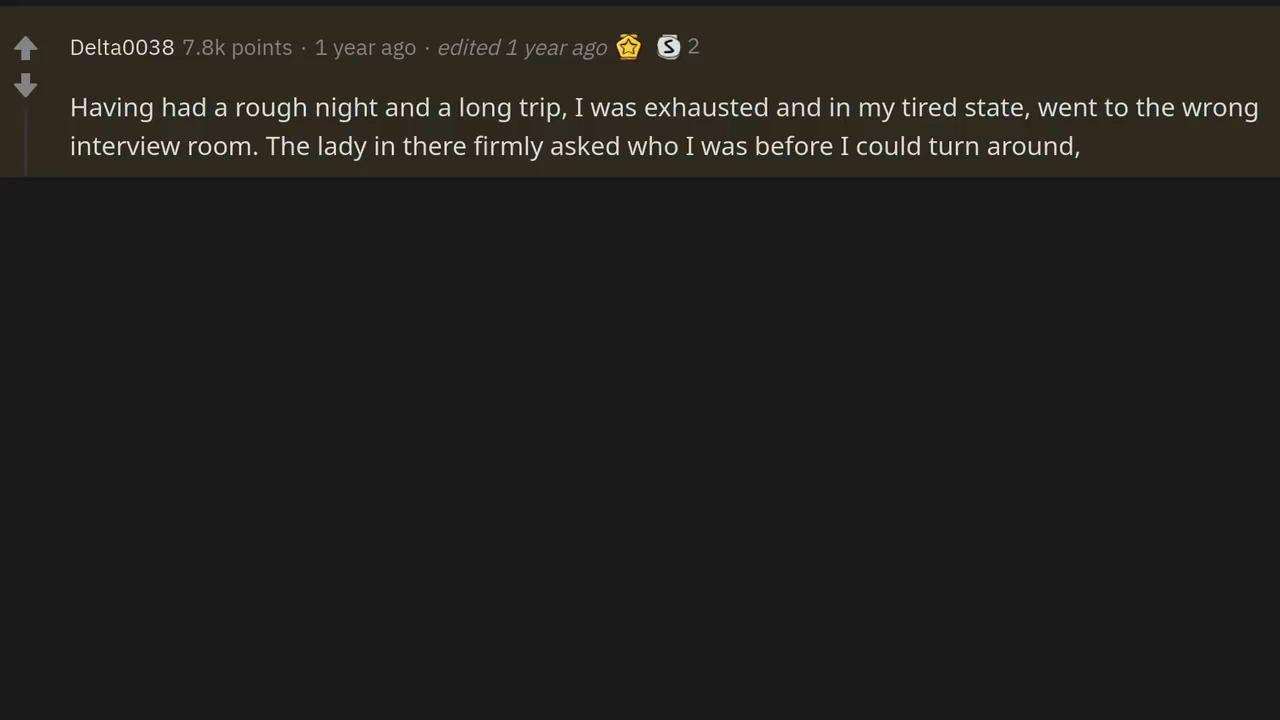 Delta0038 7.8k points · 1 year ago · edited 1 year ago S 2
Having had a rough night and a long trip, I was exhausted and in my tired state, went to the wrong
interview room. The lady in there firmly asked who I was before I could turn around,